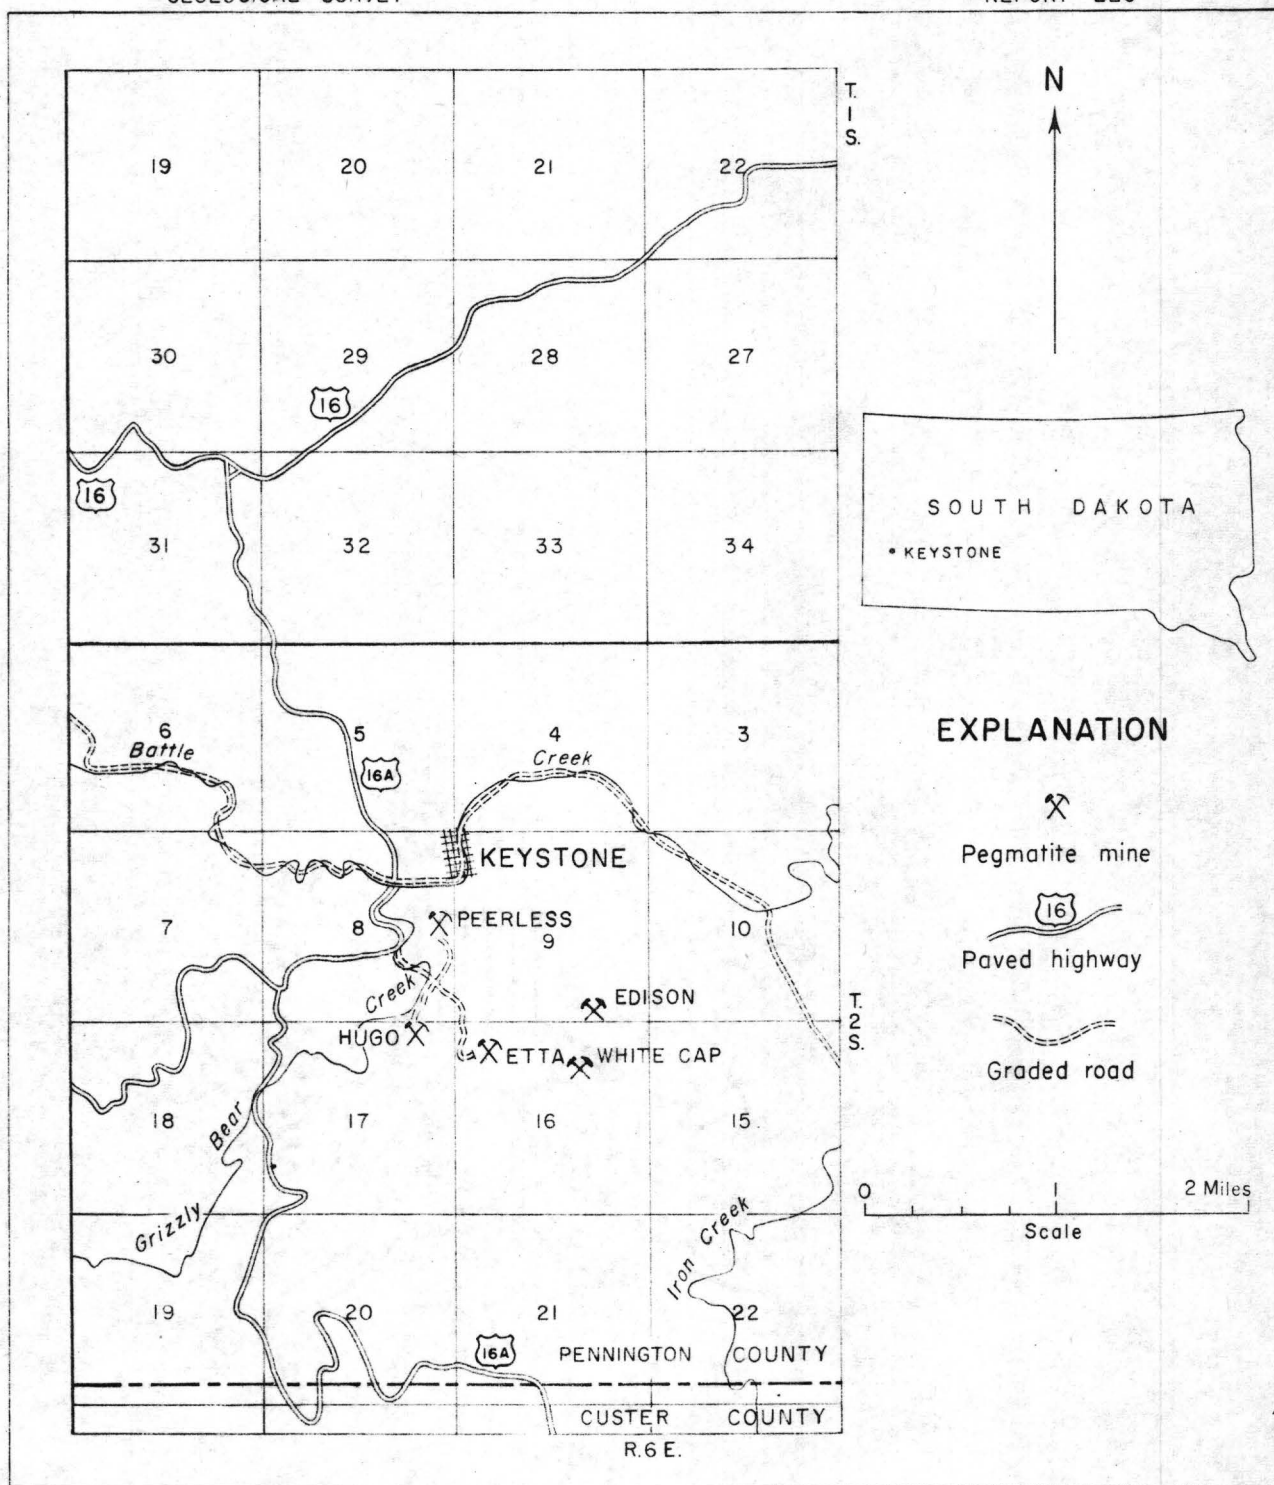 T.
1
S.
N
19 20 21 22
30 29 28 27
16
16
31 32 33 34
SOUTH DAKOTA
KEYSTONE
6 5 4 3
Battle
Creek
16A
EXPLANATION
Pegmatite mine
KEYSTONE
16
Paved highway
PEERLESS
7 8 9 10
Creek
EDISON
T.
2
S.
HUGO
ETTA
WHITE CAP
Graded road
18 17 16 15
Grizzly Bear
Iron Creek
0 1 2 Miles
Scale
19 20 21 22
16A
PENNINGTON COUNTY
CUSTER COUNTY
R.6 E.